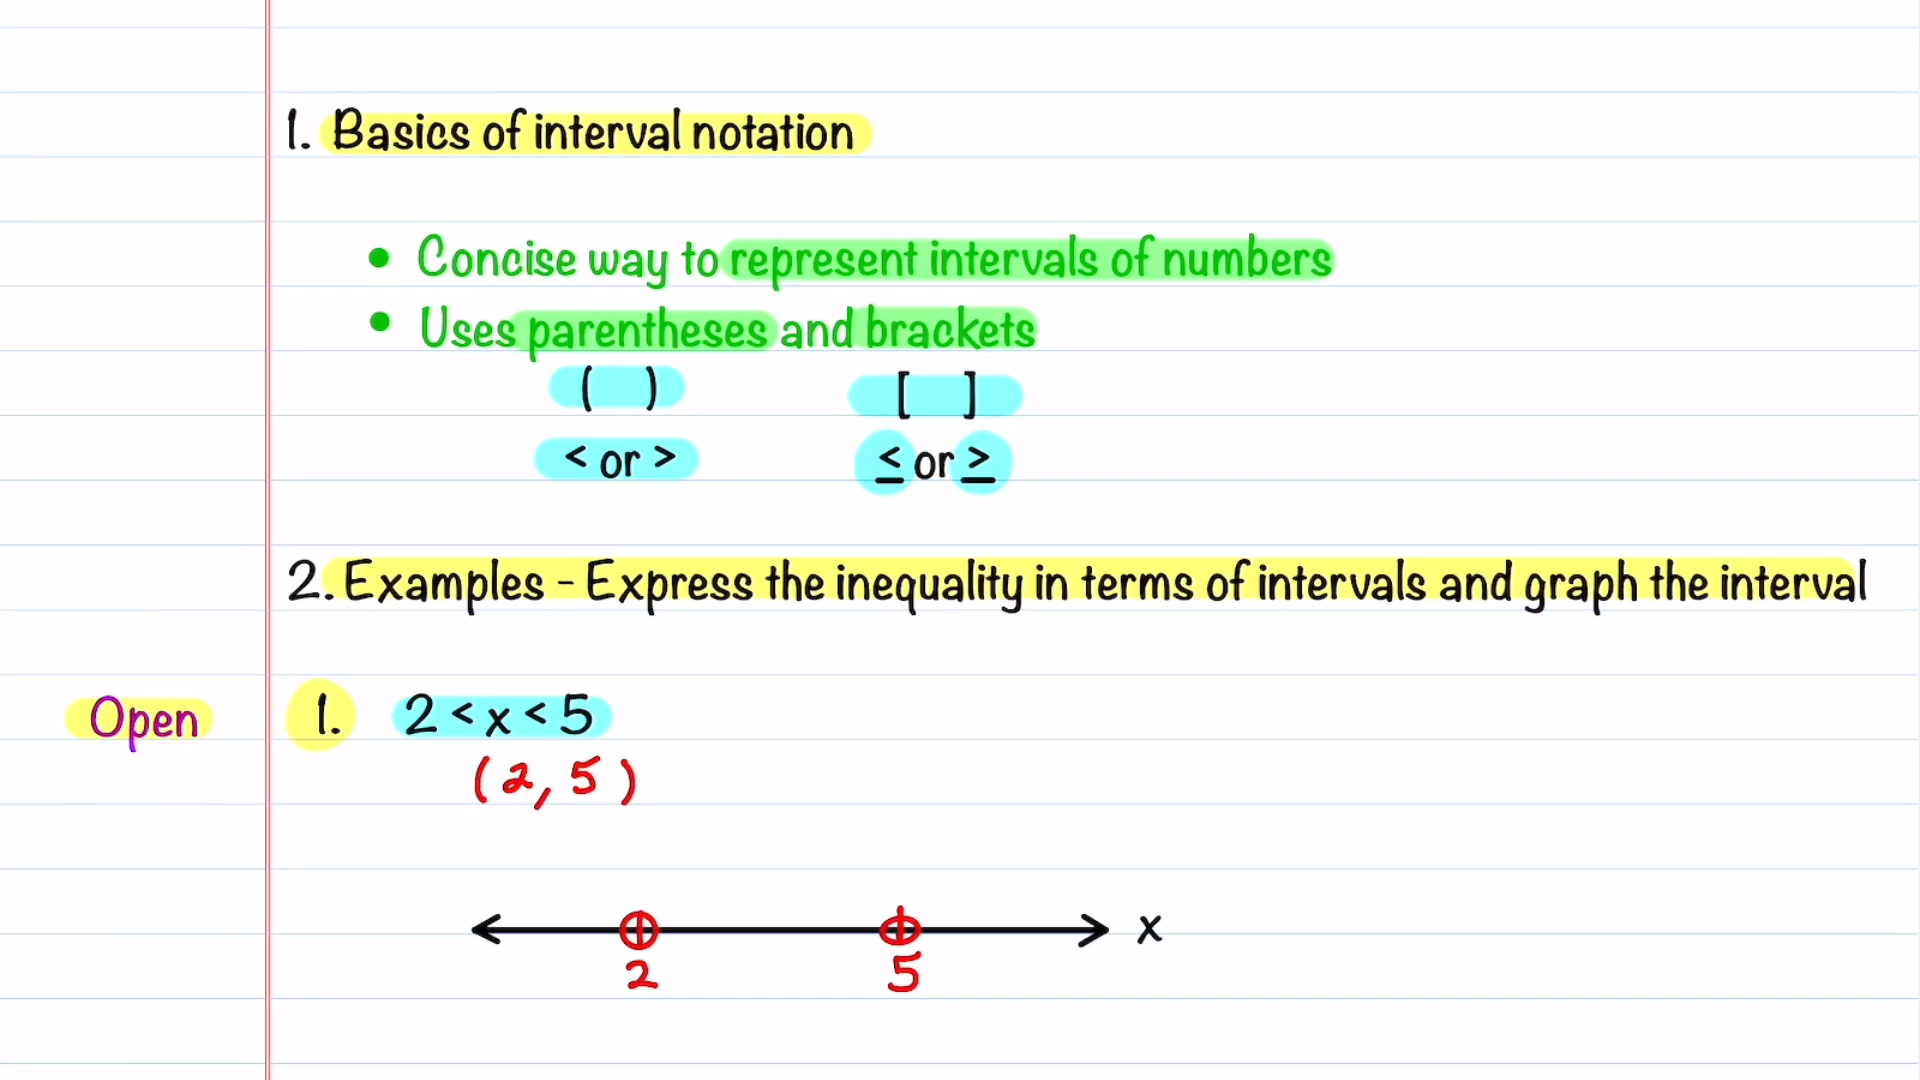 1. Basics of interval notation
• Concise way to represent intervals of numbers
• Uses parentheses and brackets
( ) [ ]
< or > ≤ or ≥
2. Examples - Express the inequality in terms of intervals and graph the interval
Open 1. 2 < x < 5
(2, 5)
x
2 5